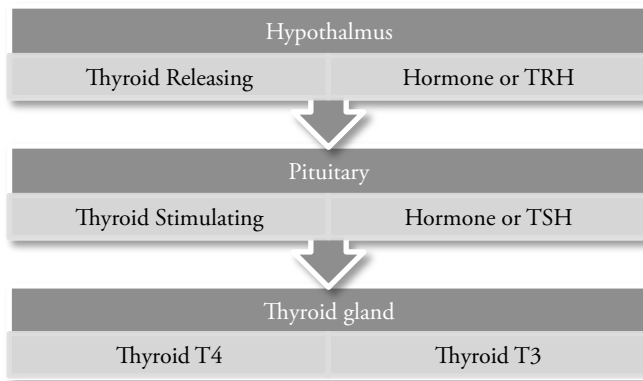 Hypothalmus
Thyroid Releasing Hormone or TRH
Pituitary
Thyroid Stimulating Hormone or TSH
Thyroid gland
Thyroid T4 Thyroid T3